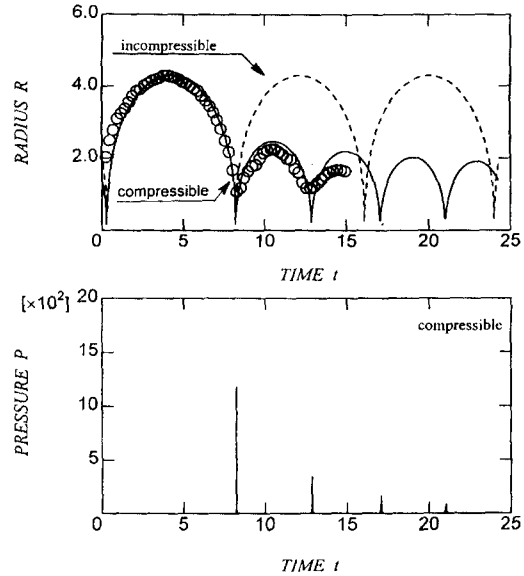 6.0
incompressible
4.0
RADIUS R
2.0
compressible
0 5 10 15 20 25
TIME t
20
[×10²]
compressible
15
PRESSURE P
10
5
0 5 10 15 20 25
TIME t